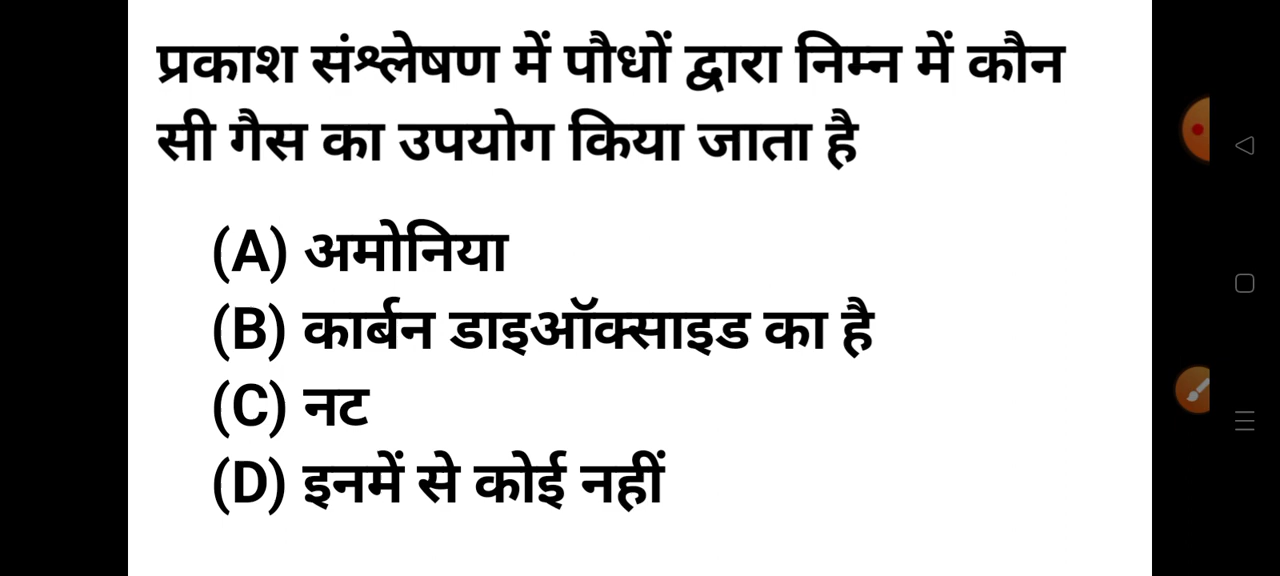 प्रकाश संश्लेषण में पौधों द्वारा निम्न में कौन
सी गैस का उपयोग किया जाता है
(A) अमोनिया
(B) कार्बन डाइऑक्साइड का है
(C) नट
(D) इनमें से कोई नहीं